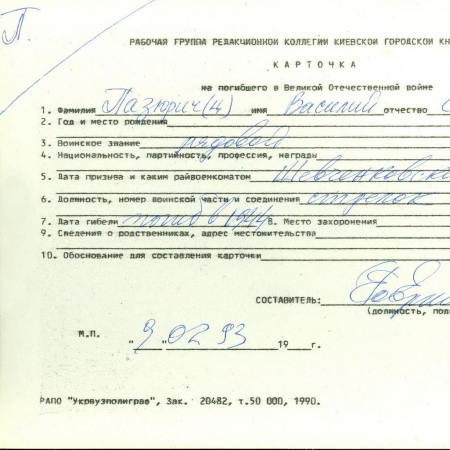 П.
РАБОЧАЯ ГРУППА РЕДАКЦИОННОЙ КОЛЛЕГИИ КИЕВСКОЙ ГОРОДСКОЙ КН
КАРТОЧКА
на погибшего в Великой Отечественной войне
1. Фамилия Пазюрич(ц) имя Василий отчество
2. Год и место рождения
3. Воинское звание рядовой
4. Национальность, партийность, профессия, награды
5. Дата призыва и каким райвоенкоматом Шевченковско
6. Должность, номер воинской части и соединения стрелок
7. Дата гибели погиб в 1944 8. Место захоронения
9. Сведения о родственниках, адрес местожительства
10. Обоснование для составления карточки
СОСТАВИТЕЛЬ:
(должность, под
М.П. "9" 02 93 19 г.
РАПО "Укрвузполиграф", Зак. 20482, т.50 000, 1990.